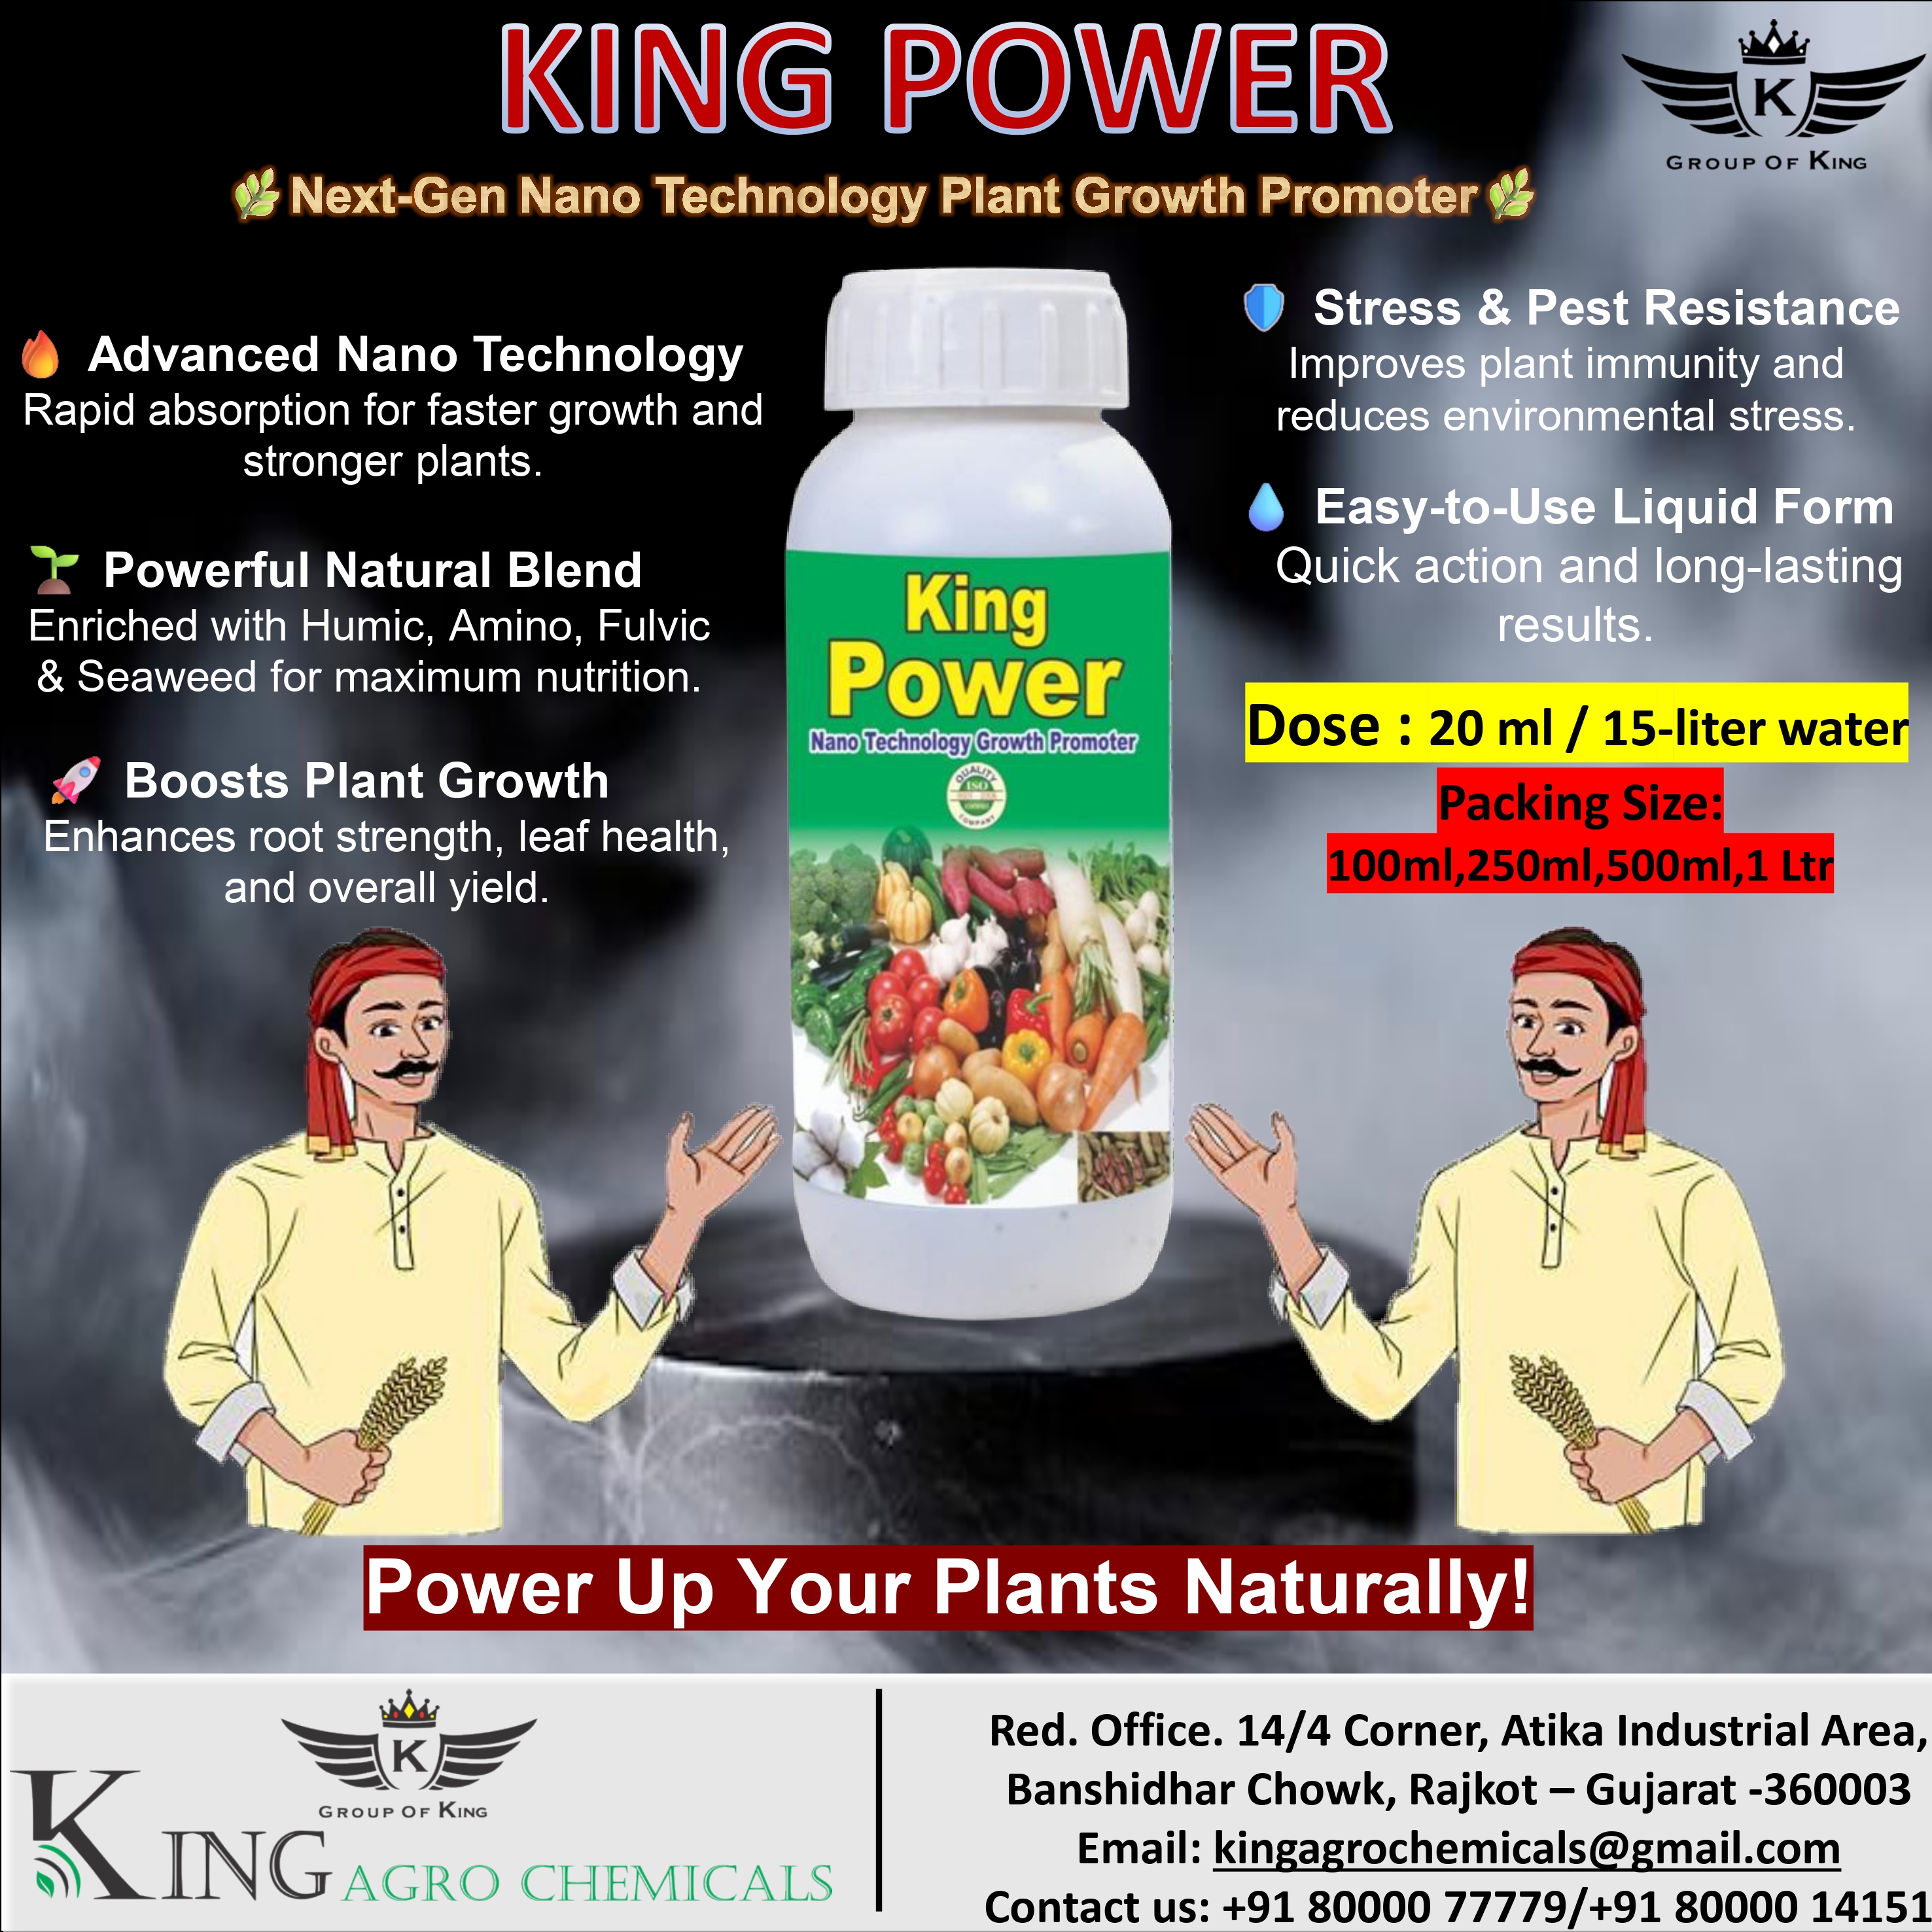 KING POWER
K
GROUP OF KING
Next-Gen Nano Technology Plant Growth Promoter
Advanced Nano Technology
Rapid absorption for faster growth and
stronger plants.
Powerful Natural Blend
Enriched with Humic, Amino, Fulvic
& Seaweed for maximum nutrition.
Boosts Plant Growth
Enhances root strength, leaf health,
and overall yield.
King
Power
Nano Technology Growth Promoter
QUALITY
ISO
COMPANY
Stress & Pest Resistance
Improves plant immunity and
reduces environmental stress.
Easy-to-Use Liquid Form
Quick action and long-lasting
results.
Dose : 20 ml / 15-liter water
Packing Size:
100ml,250ml,500ml,1 Ltr
Power Up Your Plants Naturally!
K
GROUP OF KING
KING AGRO CHEMICALS
Red. Office. 14/4 Corner, Atika Industrial Area,
Banshidhar Chowk, Rajkot – Gujarat -360003
Email: kingagrochemicals@gmail.com
Contact us: +91 80000 77779/+91 80000 14151